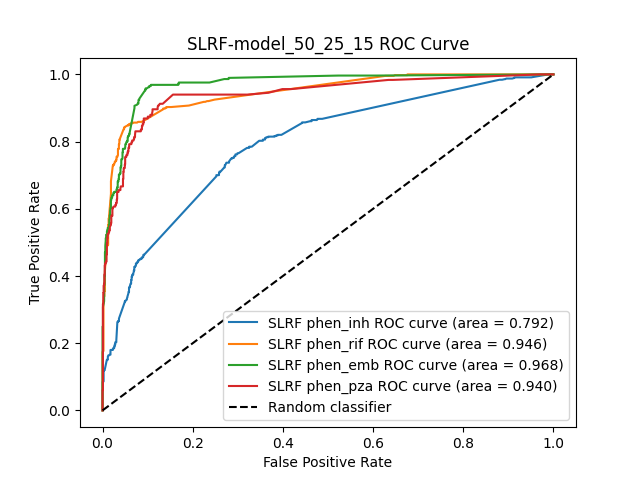 SLRF-model_50_25_15 ROC Curve
True Positive Rate
1.0
0.8
0.6
0.4
0.2
0.0
SLRF phen_inh ROC curve (area = 0.792)
SLRF phen_rif ROC curve (area = 0.946)
SLRF phen_emb ROC curve (area = 0.968)
SLRF phen_pza ROC curve (area = 0.940)
Random classifier
0.0 0.2 0.4 0.6 0.8 1.0
False Positive Rate